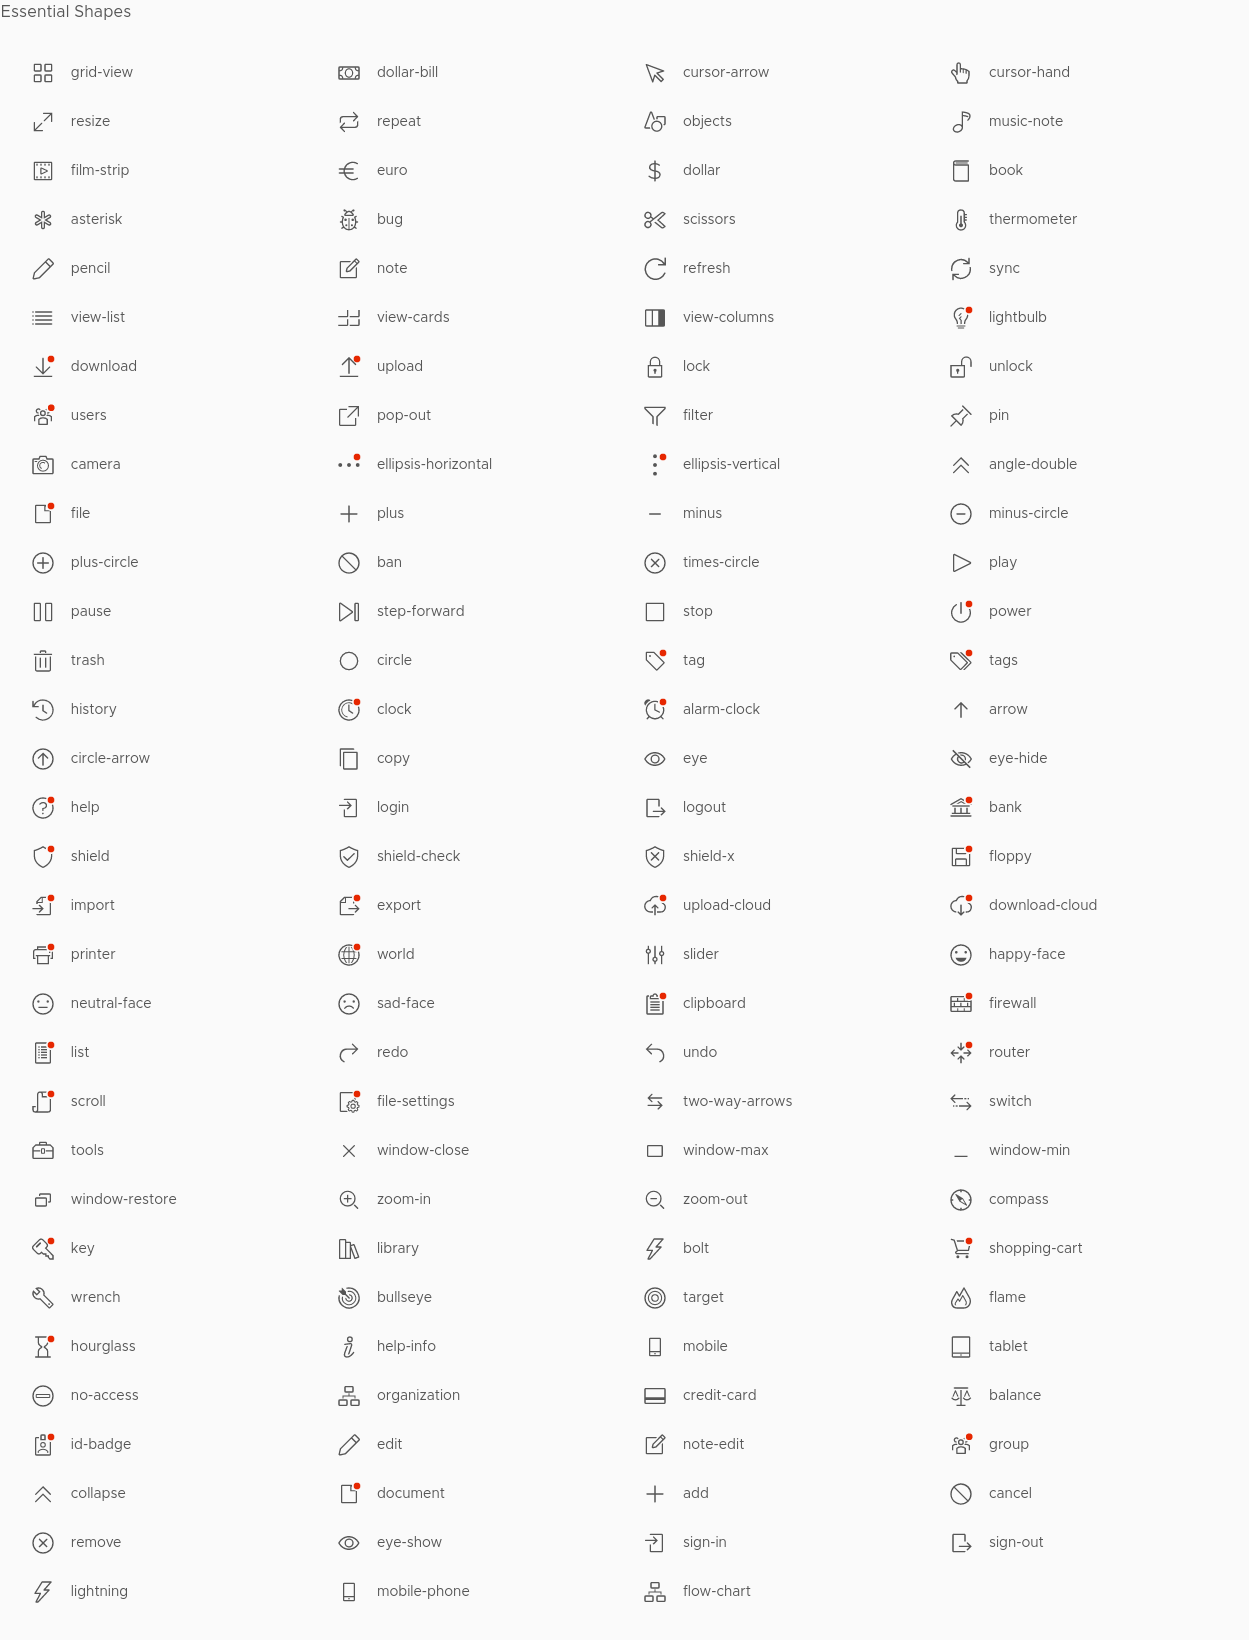 Essential Shapes
grid-view dollar-bill cursor-arrow cursor-hand
resize repeat objects music-note
film-strip euro dollar book
asterisk bug scissors thermometer
pencil note refresh sync
view-list view-cards view-columns lightbulb
download upload lock unlock
users pop-out filter pin
camera ellipsis-horizontal ellipsis-vertical angle-double
file plus minus minus-circle
plus-circle ban times-circle play
pause step-forward stop power
trash circle tag tags
history clock alarm-clock arrow
circle-arrow copy eye eye-hide
help login logout bank
shield shield-check shield-x floppy
import export upload-cloud download-cloud
printer world slider happy-face
neutral-face sad-face clipboard firewall
list redo undo router
scroll file-settings two-way-arrows switch
tools window-close window-max window-min
window-restore zoom-in zoom-out compass
key library bolt shopping-cart
wrench bullseye target flame
hourglass help-info mobile tablet
no-access organization credit-card balance
id-badge edit note-edit group
collapse document add cancel
remove eye-show sign-in sign-out
lightning mobile-phone flow-chart